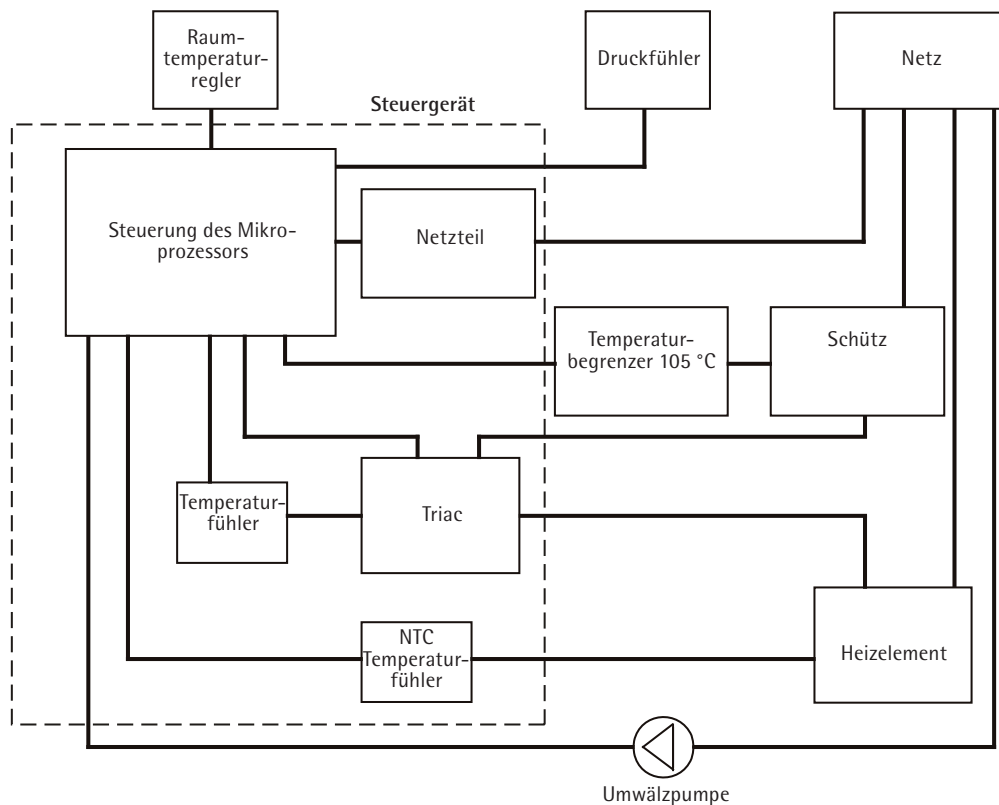 Raum-
temperatur-
regler
Druckfühler
Netz
Steuergerät
Steuerung des Mikro-
prozessors
Netzteil
Temperatur-
begrenzer 105 °C
Schütz
Temperatur-
fühler
Triac
NTC
Temperatur-
fühler
Heizelement
Umwälzpumpe